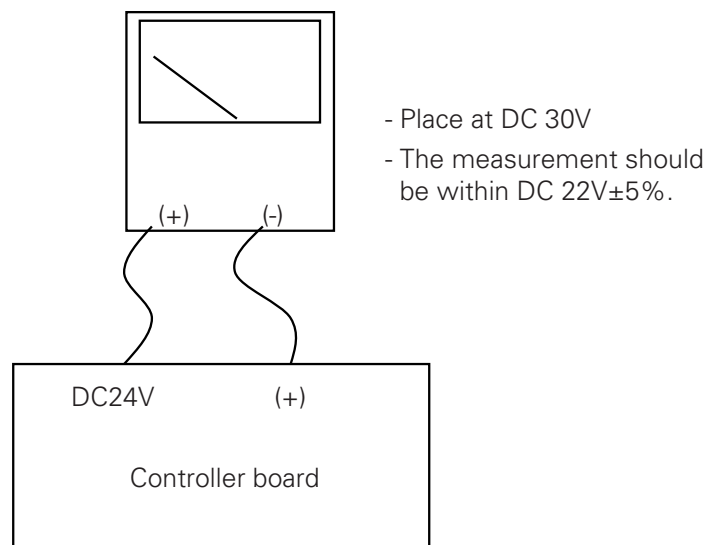 - Place at DC 30V
- The measurement should
be within DC 22V±5%.
(+) (-)
DC24V (+)
Controller board